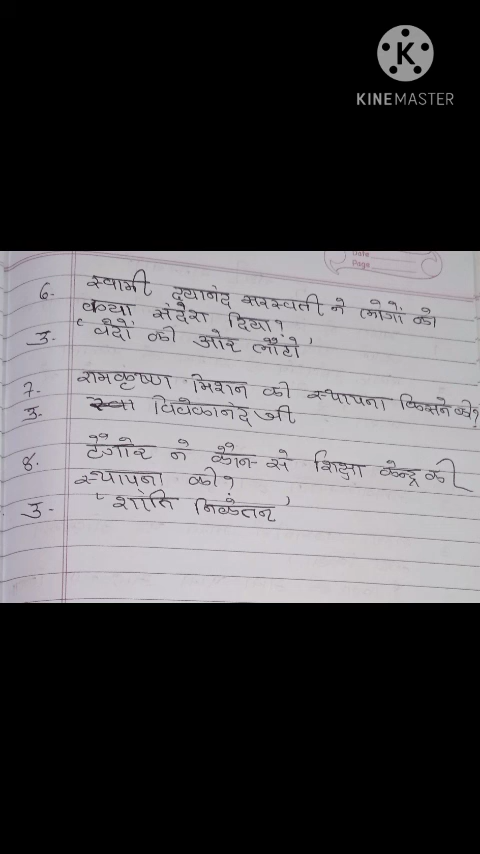 KINEMASTER
Date
Page
6. स्वामी दयानंद सरस्वती ने लोगों को
क्या संदेश दिया?
उ- 'वेदों की ओर लौटो'
7. रामकृष्ण मिशन की स्थापना किसने की?
उ- विवेकानंद जी
8. टैगोर ने कौन-से शिक्षा केन्द्र की
स्थापना की?
उ- 'शांति निकेतन'